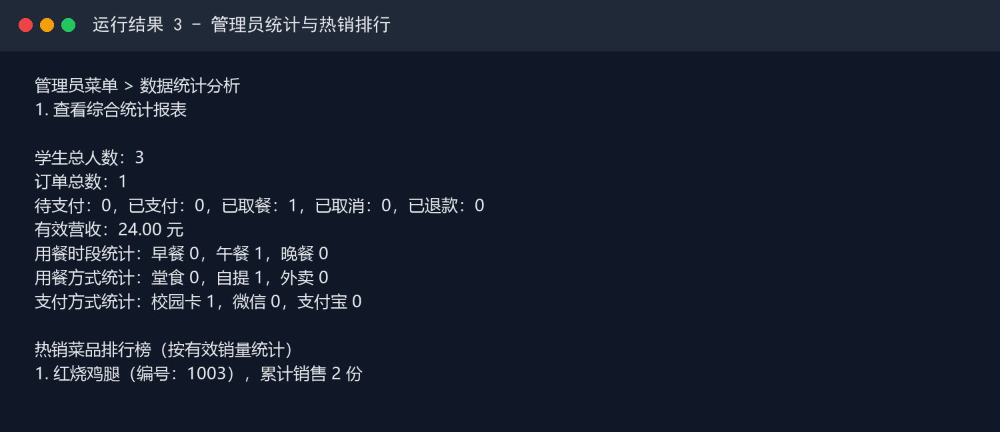 运行结果 3 - 管理员统计与热销排行
管理员菜单 > 数据统计分析
1. 查看综合统计报表
学生总人数：3
订单总数：1
待支付：0，已支付：0，已取餐：1，已取消：0，已退款：0
有效营收：24.00 元
用餐时段统计：早餐 0，午餐 1，晚餐 0
用餐方式统计：堂食 0，自提 1，外卖 0
支付方式统计：校园卡 1，微信 0，支付宝 0
热销菜品排行榜（按有效销量统计）
1. 红烧鸡腿（编号：1003），累计销售 2 份